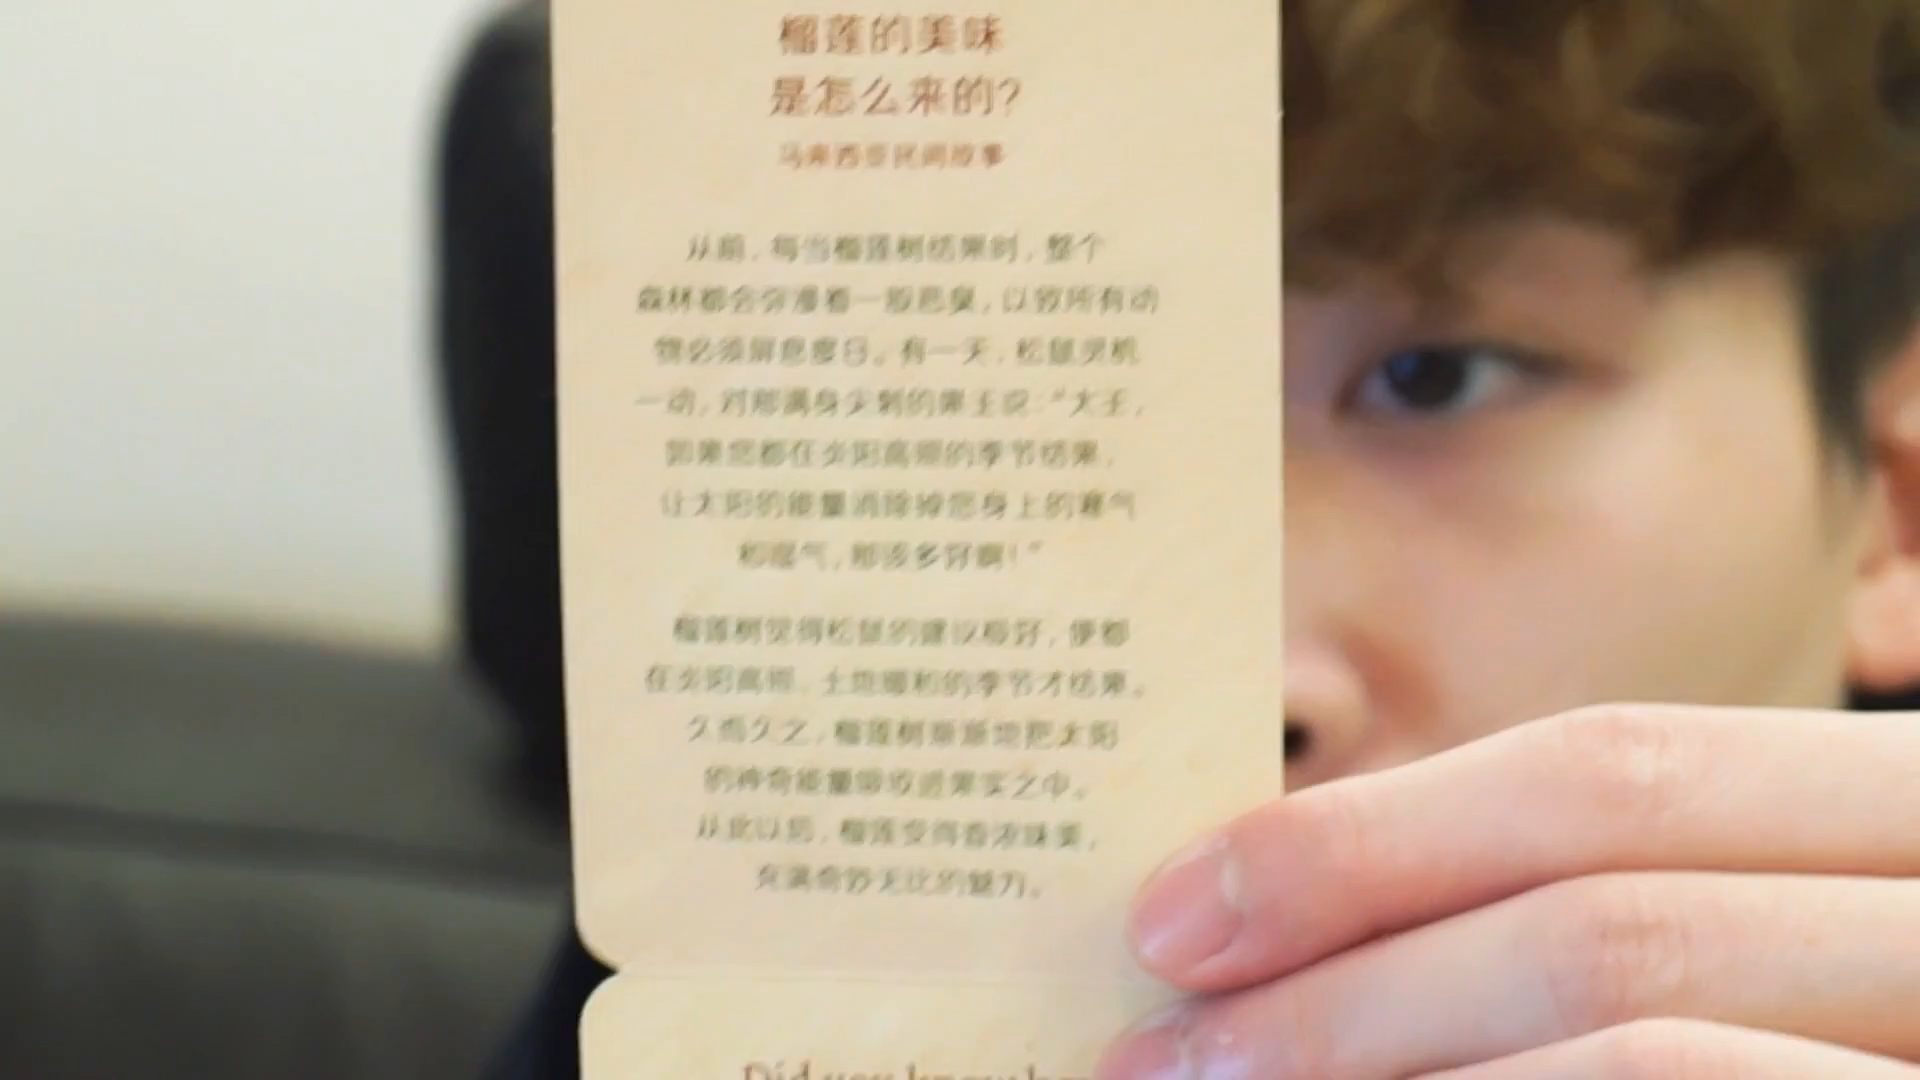 榴莲的美味
是怎么来的?
马来西亚民间故事
从前，每当榴莲树结果时，整个
森林都会弥漫着一股恶臭，以致所有动
物必须屏息度日。有一天，松鼠灵机
一动，对那满身尖刺的果王说：“大王，
如果您都在炎阳高照的季节结果，
让太阳的能量消除掉您身上的寒气
和湿气，那该多好啊！”
榴莲树觉得松鼠的建议极好，便都
在炎阳高照、土地暖和的季节才结果。
久而久之，榴莲树渐渐地把太阳
的神奇能量吸收进果实之中。
从此以后，榴莲变得香浓味美，
充满奇妙无比的魅力。
Did you know